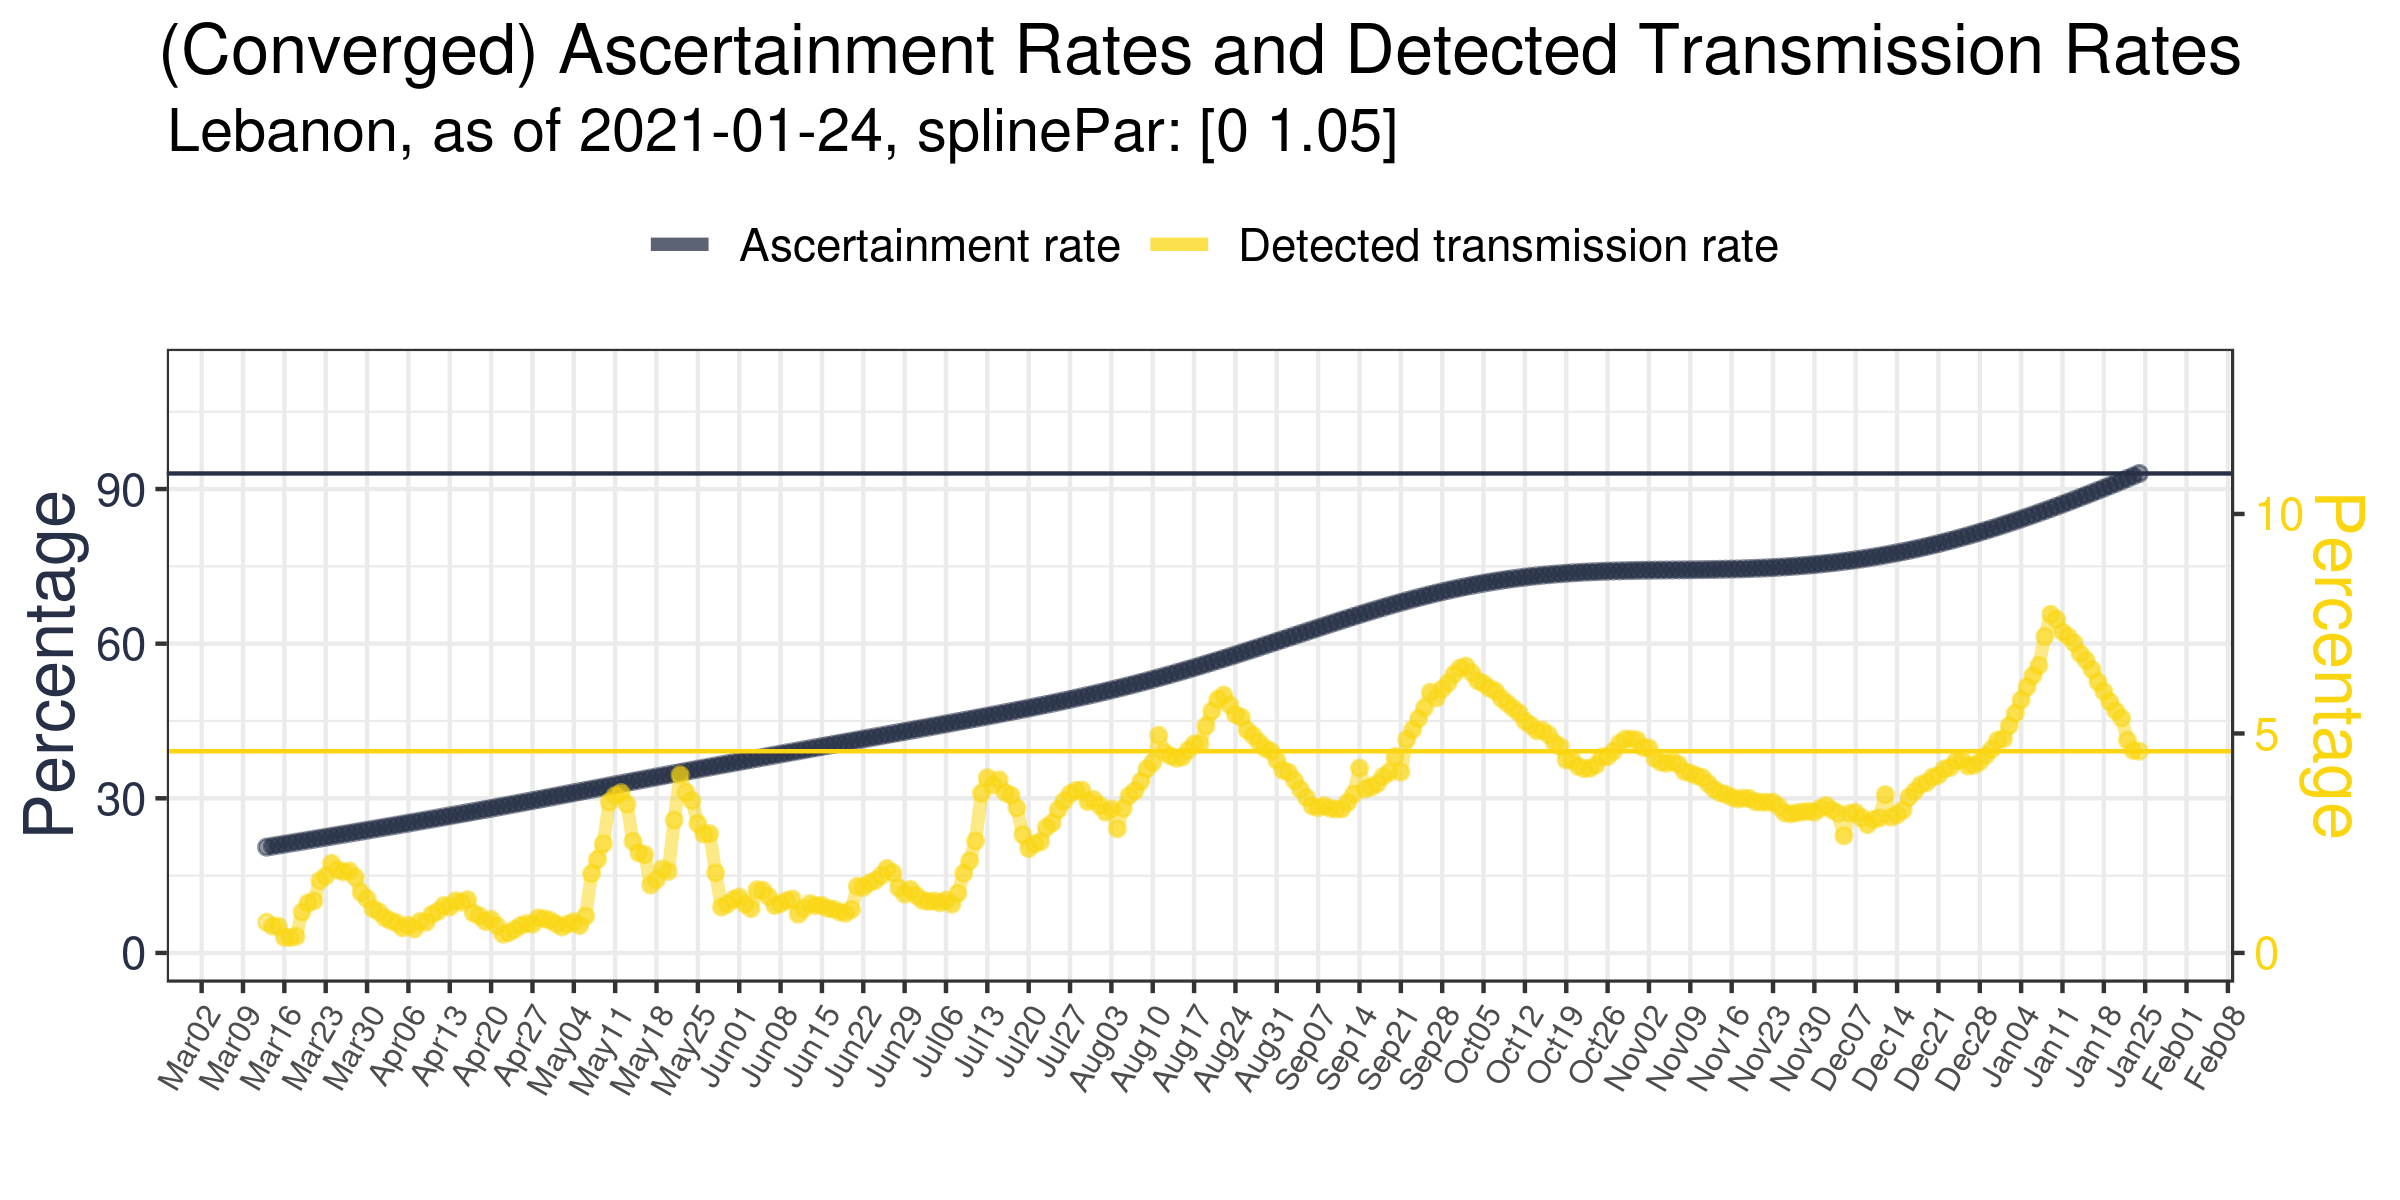 (Converged) Ascertainment Rates and Detected Transmission Rates
Lebanon, as of 2021-01-24, splinePar: [0 1.05]
Ascertainment rate
Detected transmission rate
Percentage
90
60
30
0
10
5
0
Percentage
Mar02
Mar09
Mar16
Mar23
Mar30
Apr06
Apr13
Apr20
Apr27
May04
May11
May18
May25
Jun01
Jun08
Jun15
Jun22
Jun29
Jul06
Jul13
Jul20
Jul27
Aug03
Aug10
Aug17
Aug24
Aug31
Sep07
Sep14
Sep21
Sep28
Oct05
Oct12
Oct19
Oct26
Nov02
Nov09
Nov16
Nov23
Nov30
Dec07
Dec14
Dec21
Dec28
Jan04
Jan11
Jan18
Jan25
Feb01
Feb08